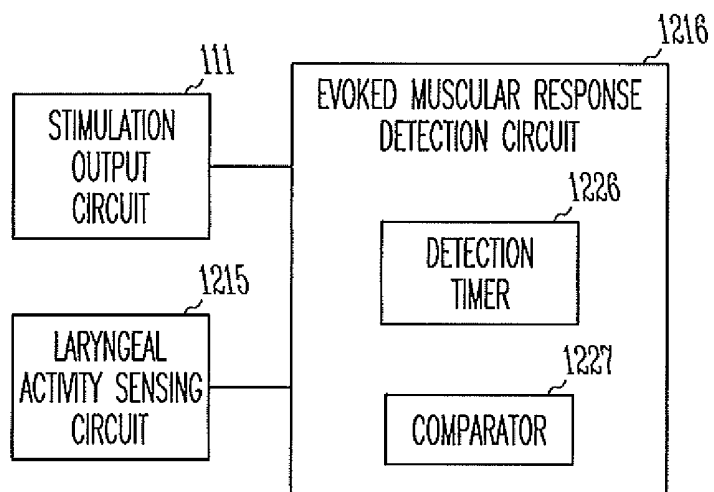 111
STIMULATION
OUTPUT
CIRCUIT
1215
LARYNGEAL
ACTIVITY SENSING
CIRCUIT
1216
EVOKED MUSCULAR RESPONSE
DETECTION CIRCUIT
1226
DETECTION
TIMER
1227
COMPARATOR